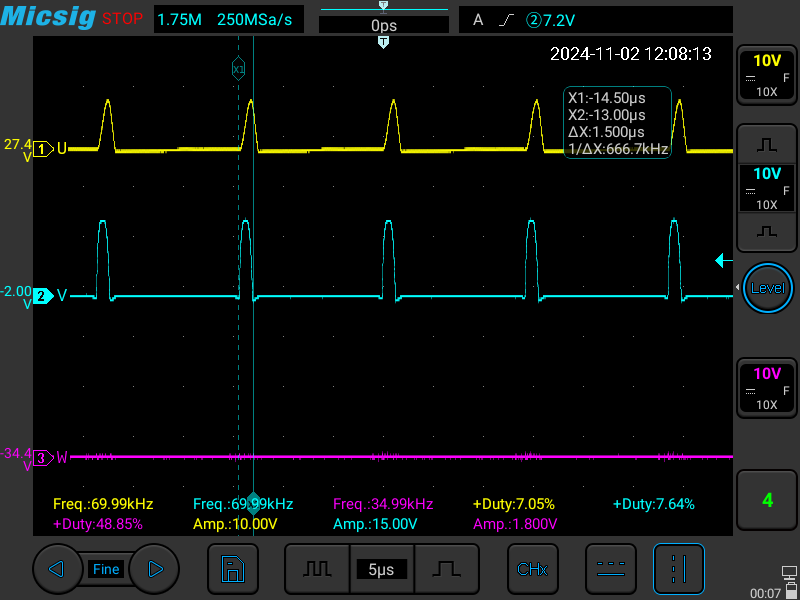 Micsig STOP 1.75M 250MSa/s 0ps A ②7.2V
T
2024-11-02 12:08:13
10V
F
10X
X1
X1:-14.50µs
X2:-13.00µs
ΔX:1.500µs
1/ΔX:666.7kHz
27.4
V
1 U
10V
F
10X
-2.00
V
2 V
Level
10V
F
10X
-34.4
V
3 W
Freq.:69.99kHz Freq.:69.99kHz Freq.:34.99kHz +Duty:7.05% +Duty:7.64%
+Duty:48.85% Amp.:10.00V Amp.:15.00V Amp.:1.800V
4
Fine 5µs CHx
00:07